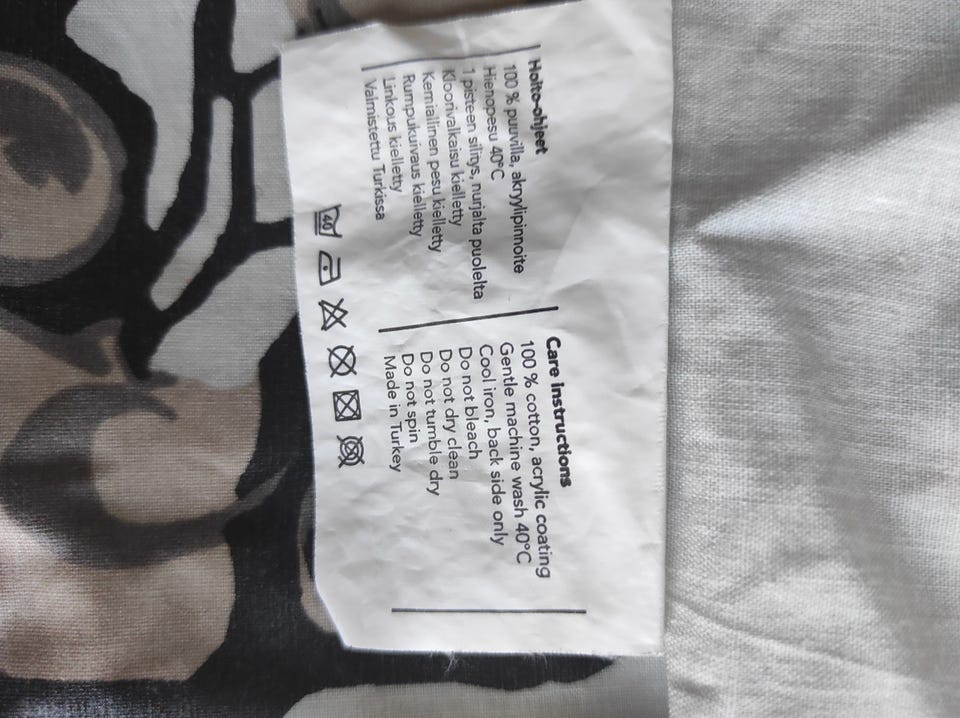 Hoito-ohjeet
100 % puuvilla, akryylipinnoite
Hienopesu 40°C
1 pisteen silitys, nurjalta puolelta
Kloorivalkaisu kielletty
Kemiallinen pesu kielletty
Rumpukuivaus kielletty
Linkous kielletty
Valmistettu Turkissa
40
Care instructions
100 % cotton, acrylic coating
Gentle machine wash 40°C
Cool iron, back side only
Do not bleach
Do not dry clean
Do not tumble dry
Do not spin
Made in Turkey